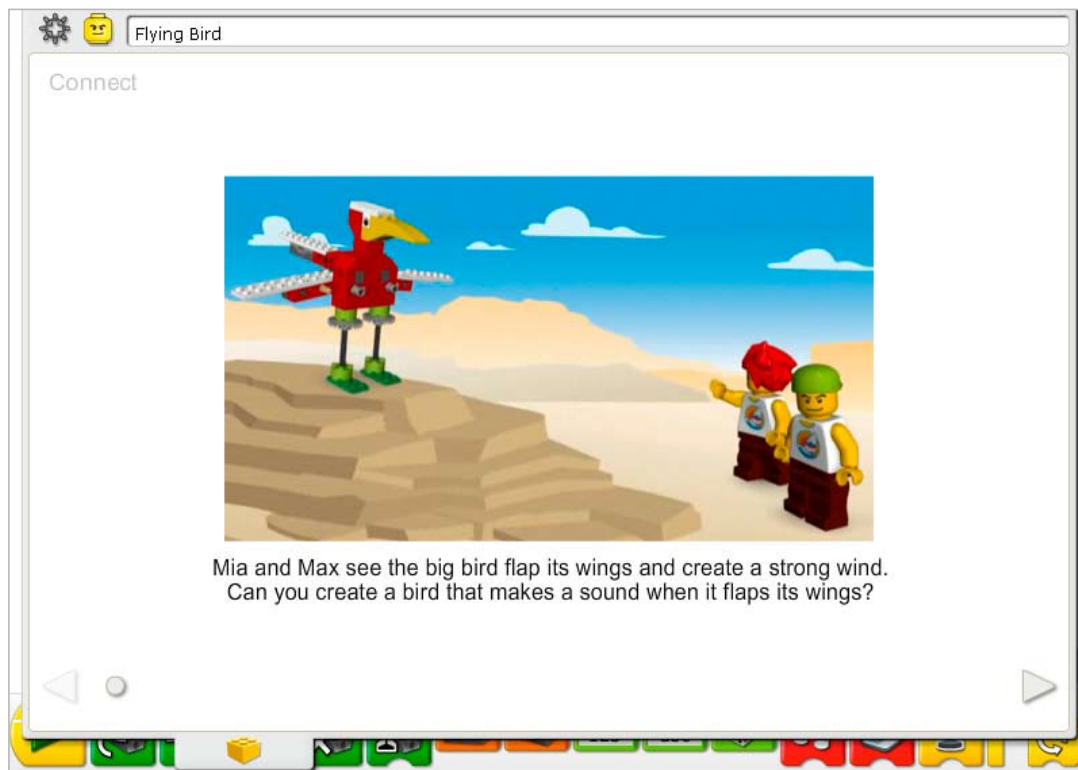 Flying Bird
Connect
Mia and Max see the big bird flap its wings and create a strong wind.
Can you create a bird that makes a sound when it flaps its wings?